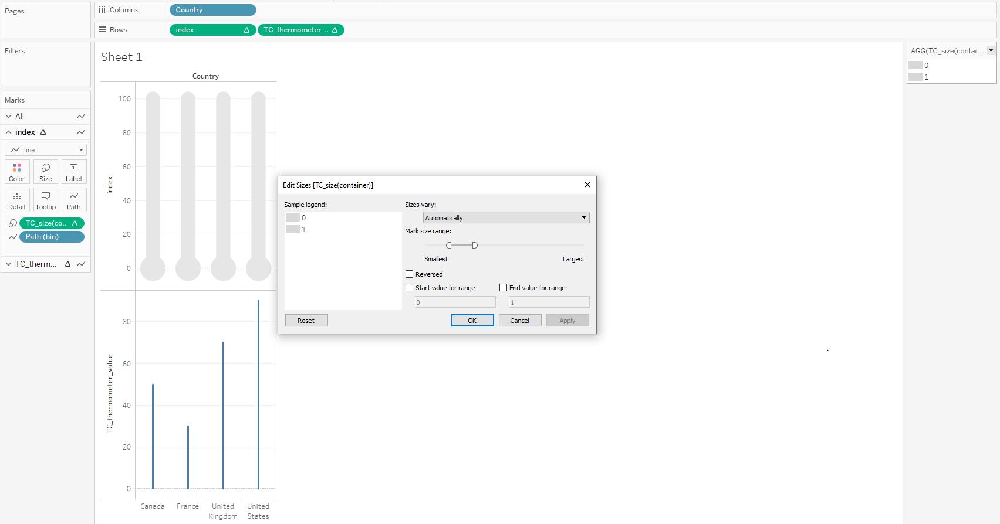 Pages
Columns
Country
Rows
index
TC_thermometer_..
Filters
Marks
All
index
Line
Color
Size
Label
Detail
Tooltip
Path
TC_size(co..
Path (bin)
TC_therm...
Sheet 1
Country
100
80
60
40
20
0
index
80
60
40
20
0
TC_thermometer_value
Canada
France
United Kingdom
United States
Edit Sizes [TC_size(container)]
Sample legend:
0
1
Sizes vary:
Automatically
Mark size range:
Smallest
Largest
Reversed
Start value for range
End value for range
0
1
Reset
OK
Cancel
Apply
AGG(TC_size(contai...
0
1